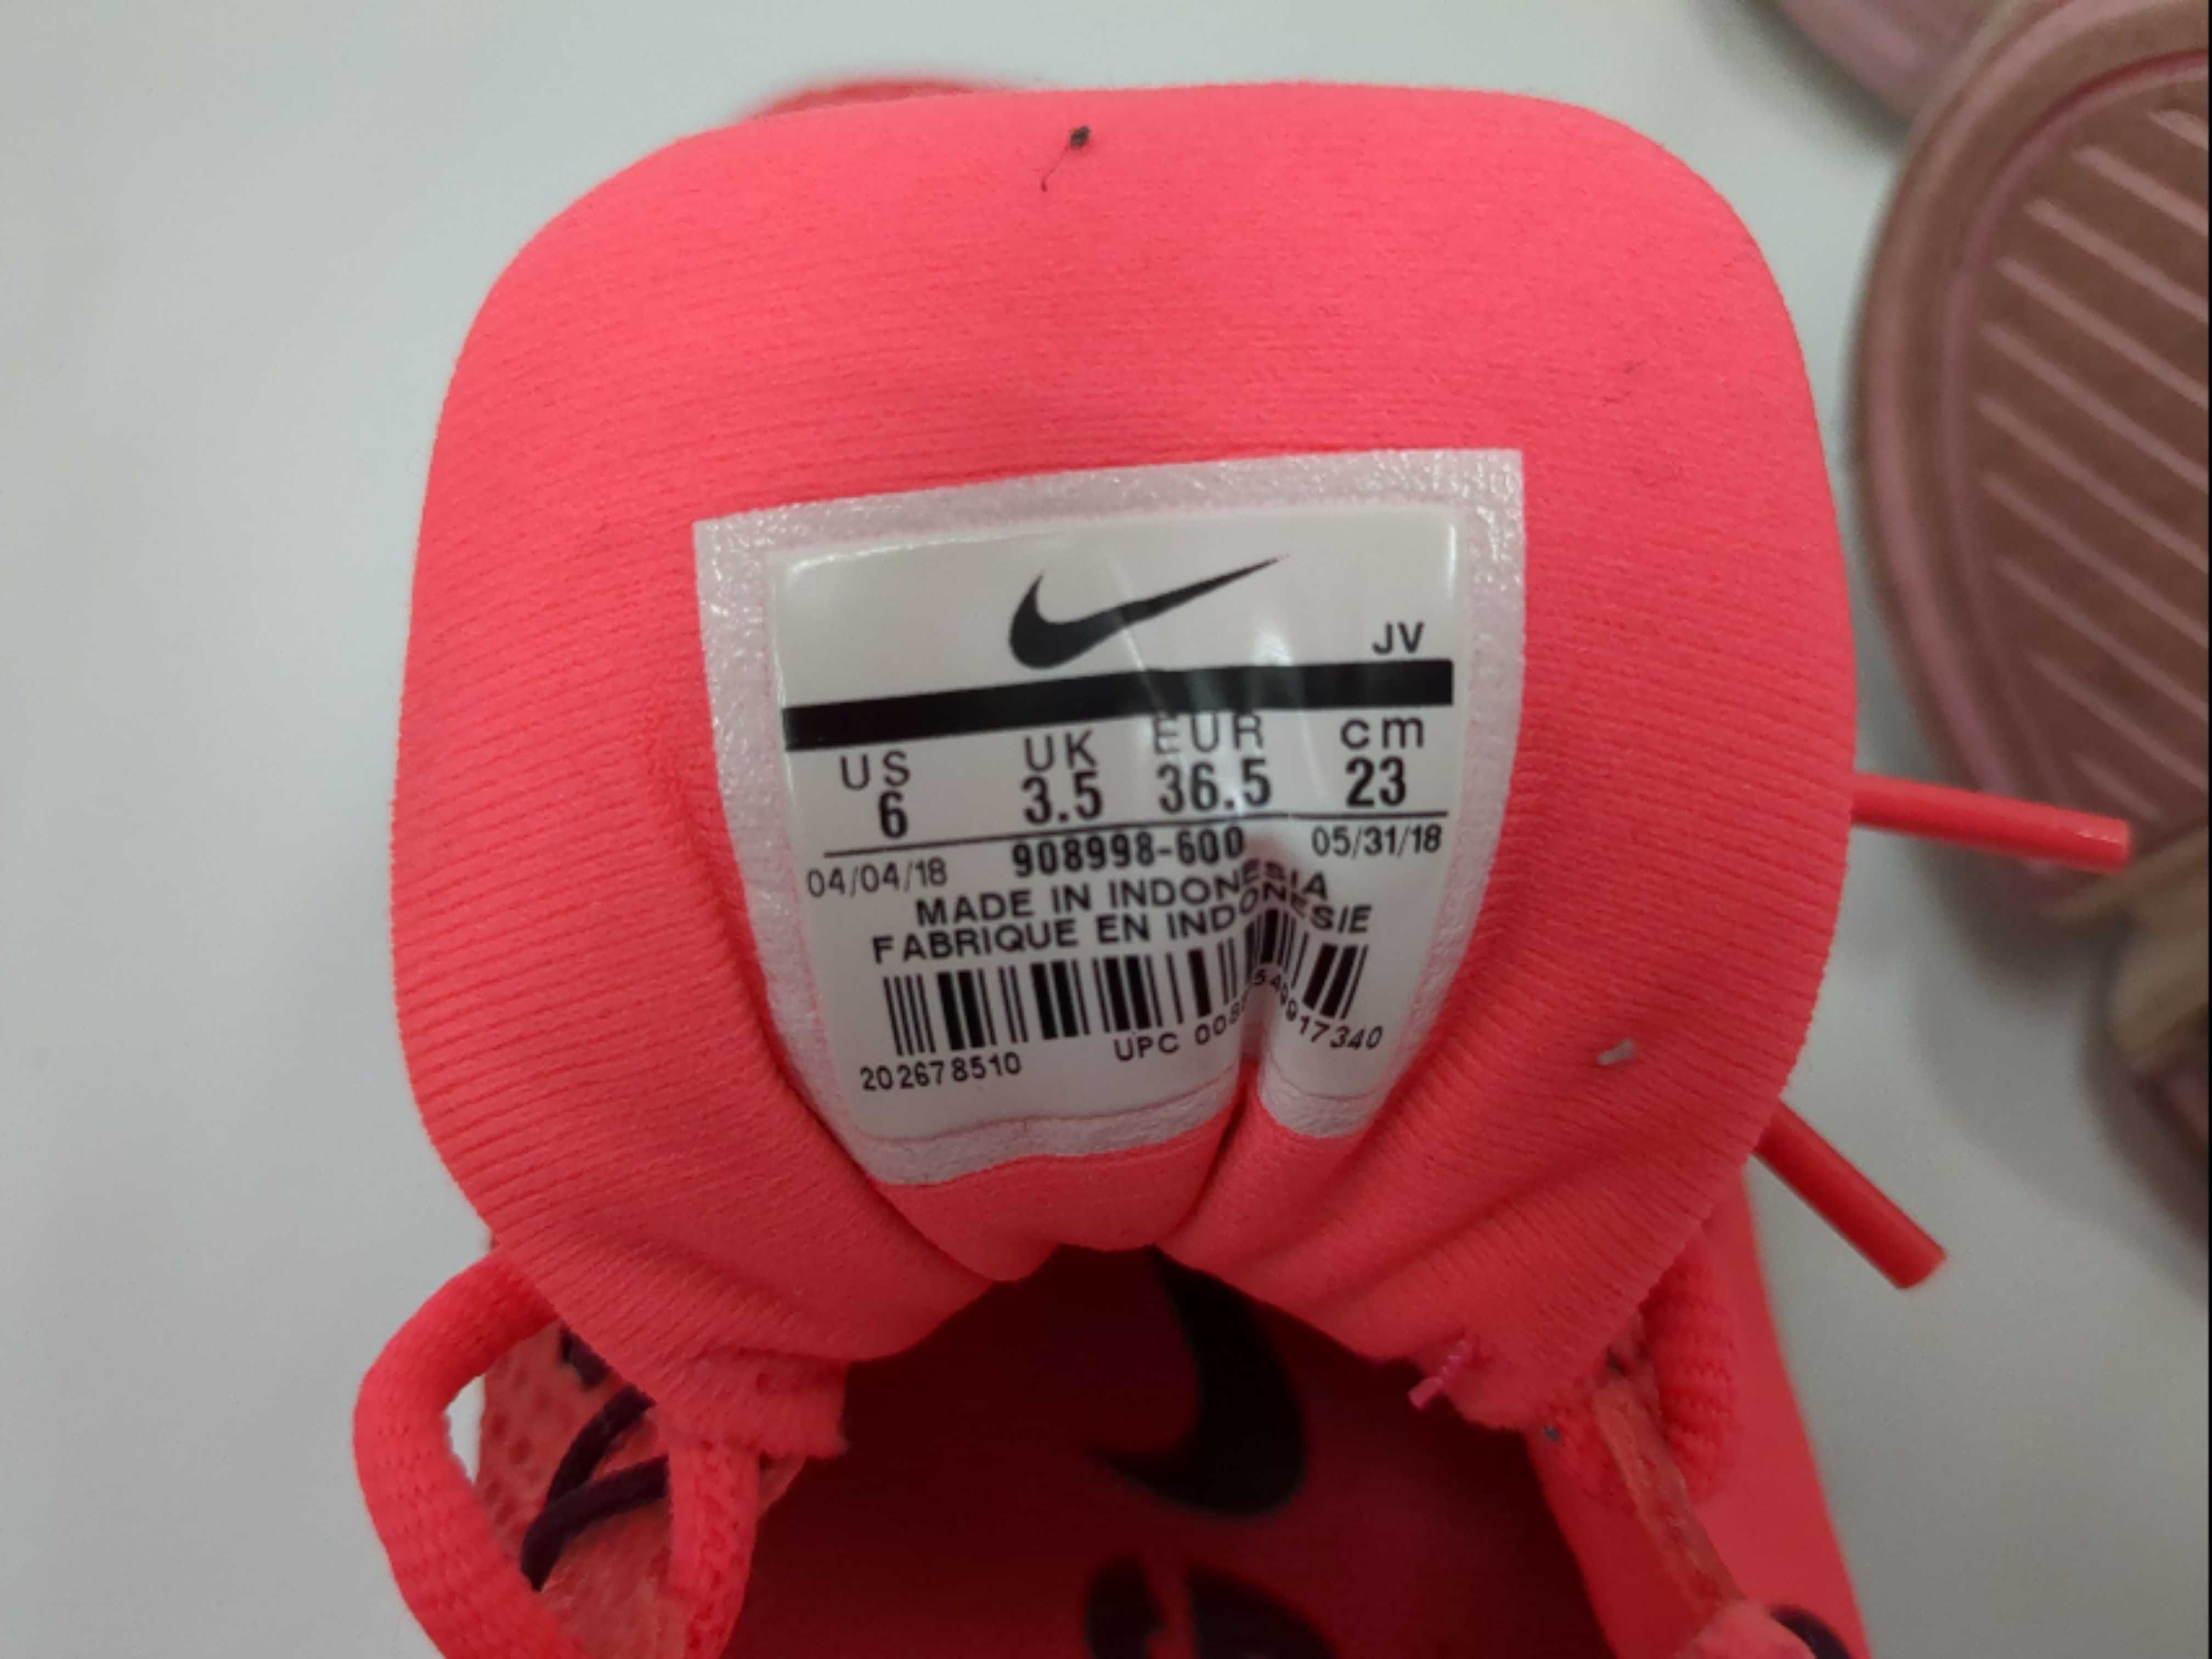 JV
US UK EUR cm
6 3.5 36.5 23
04/04/18 908998-600 05/31/18
MADE IN INDONESIA
FABRIQUE EN INDONESIE
202678510 UPC